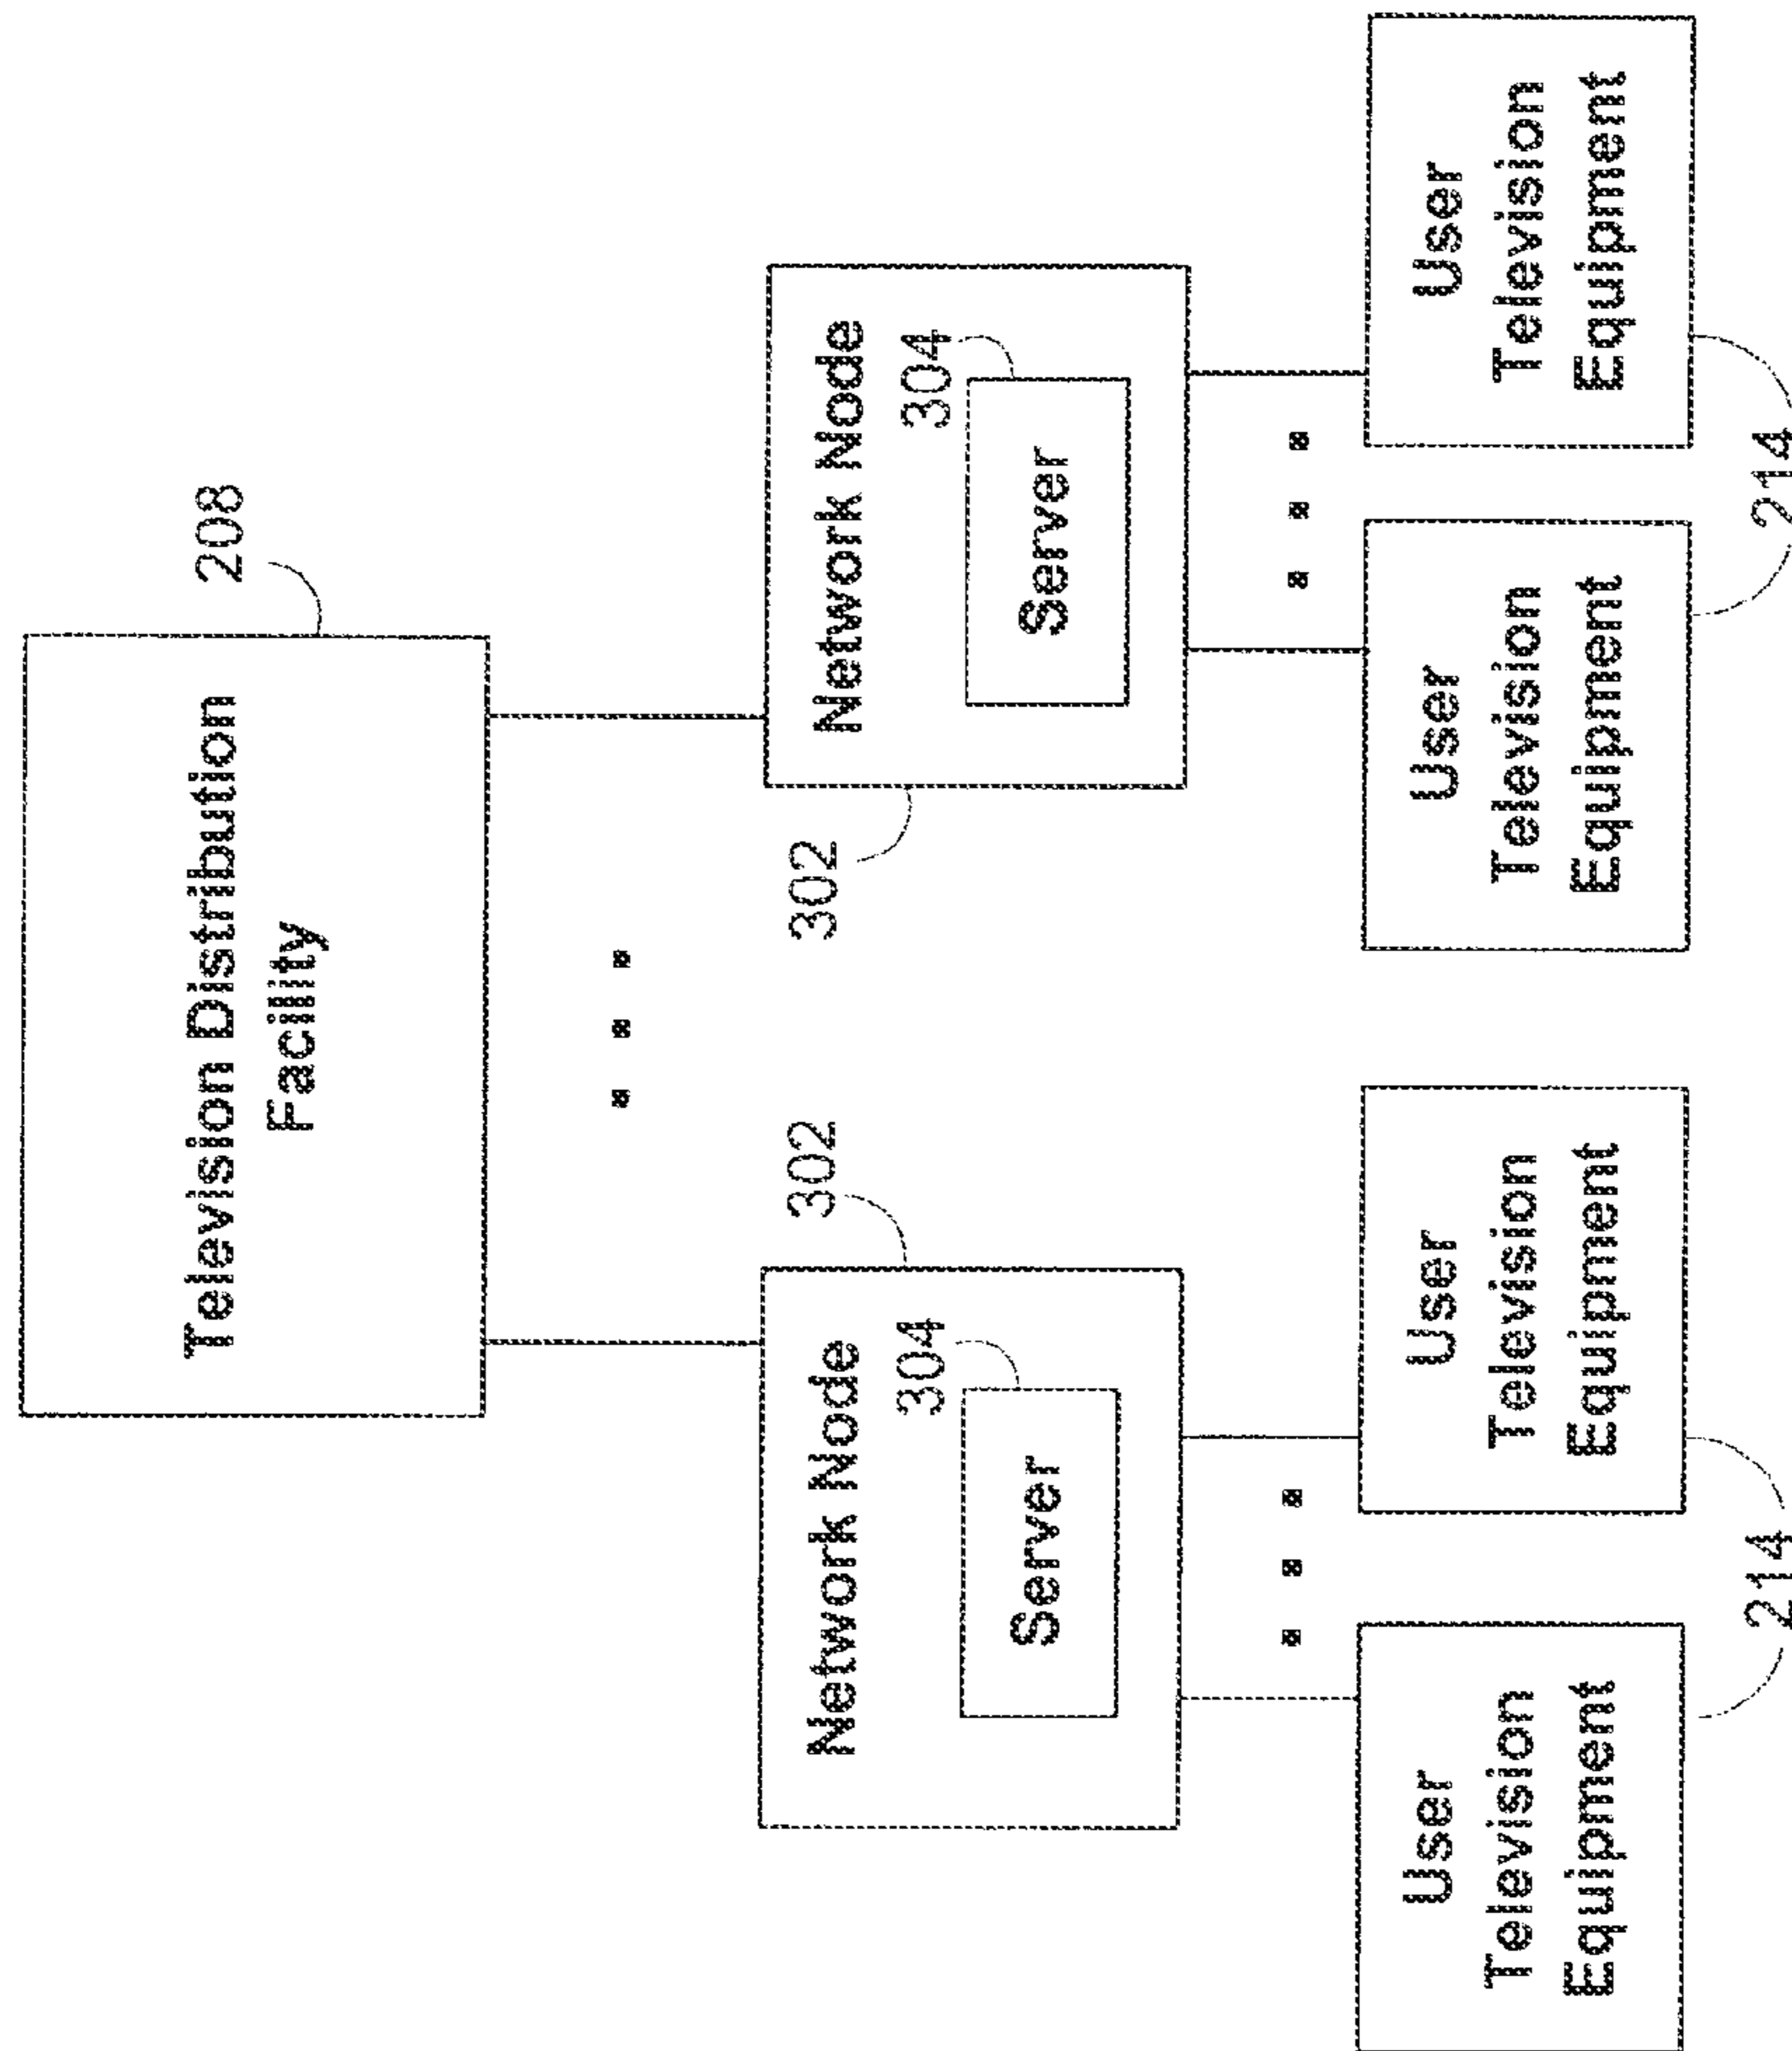 Television Distribution
Facility
208
302
302
Network Node
304
Server
Network Node
304
Server
User
Television
Equipment
User
Television
Equipment
User
Television
Equipment
User
Television
Equipment
214
214